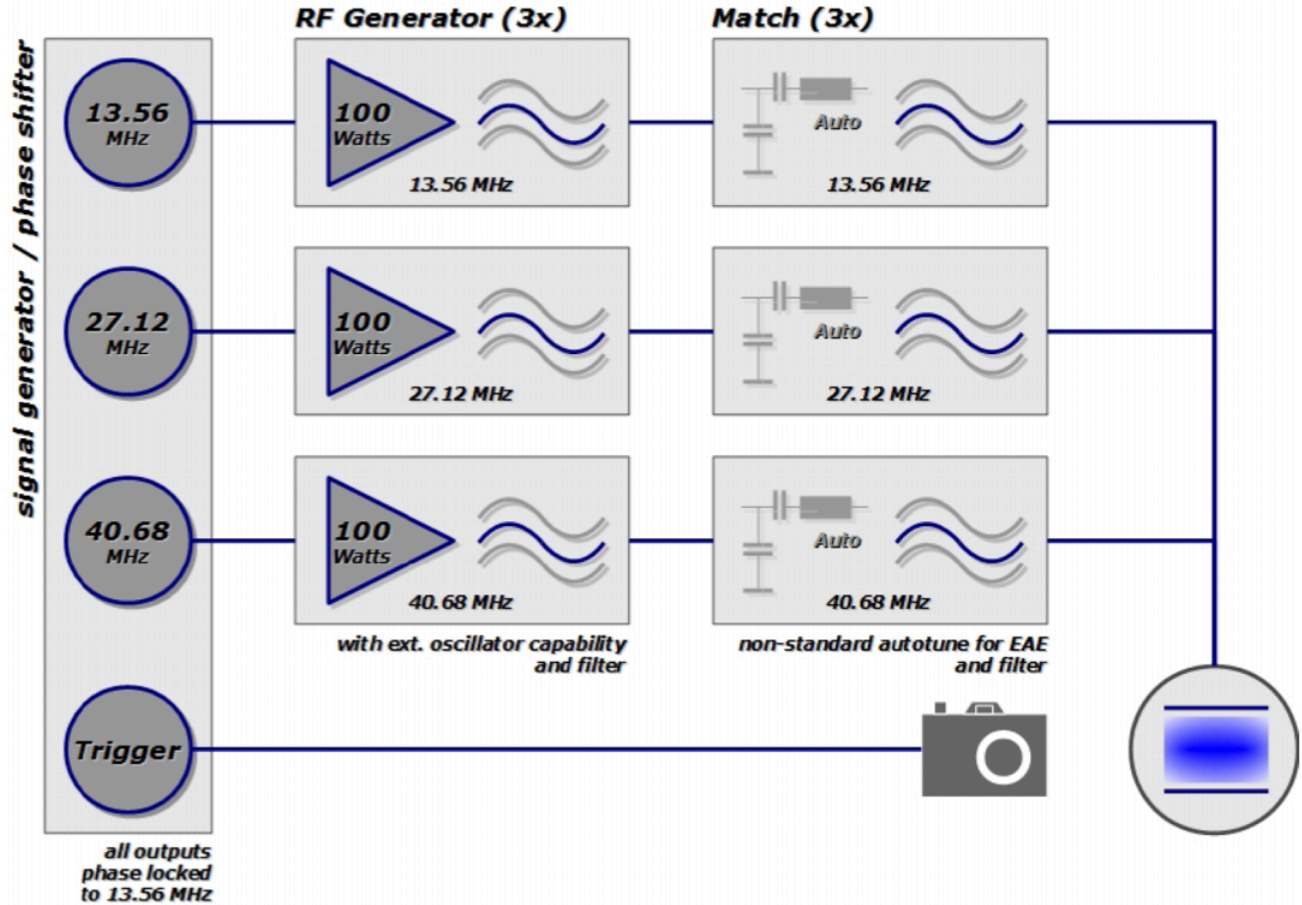 RF Generator (3x)
Match (3x)
signal generator / phase shifter
13.56
MHz
100
Watts
13.56 MHz
Auto
13.56 MHz
27.12
MHz
100
Watts
27.12 MHz
Auto
27.12 MHz
40.68
MHz
100
Watts
40.68 MHz
Auto
40.68 MHz
with ext. oscillator capability
and filter
non-standard autotune for EAE
and filter
Trigger
all outputs
phase locked
to 13.56 MHz